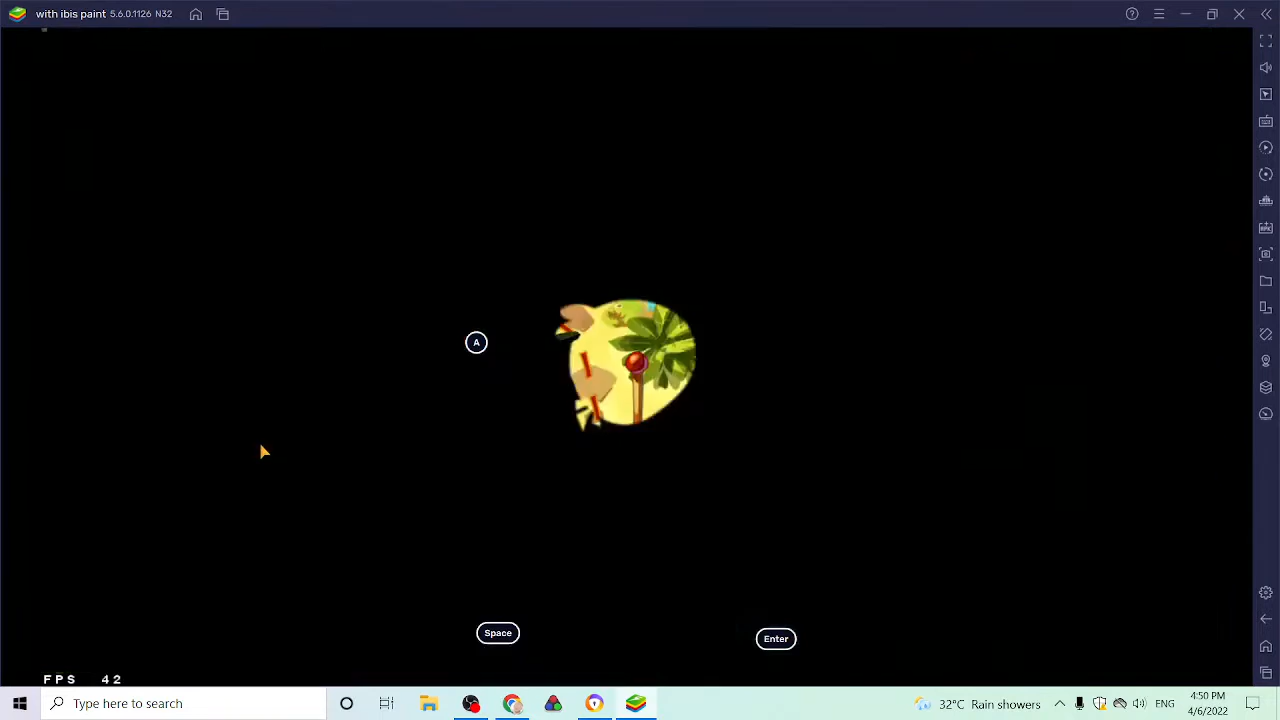 with ibis paint 5.6.0.1126 N32
A
Space
Enter
FPS 42
Type here to search
32°C Rain showers
ENG
4:50 PM
4/6/2022